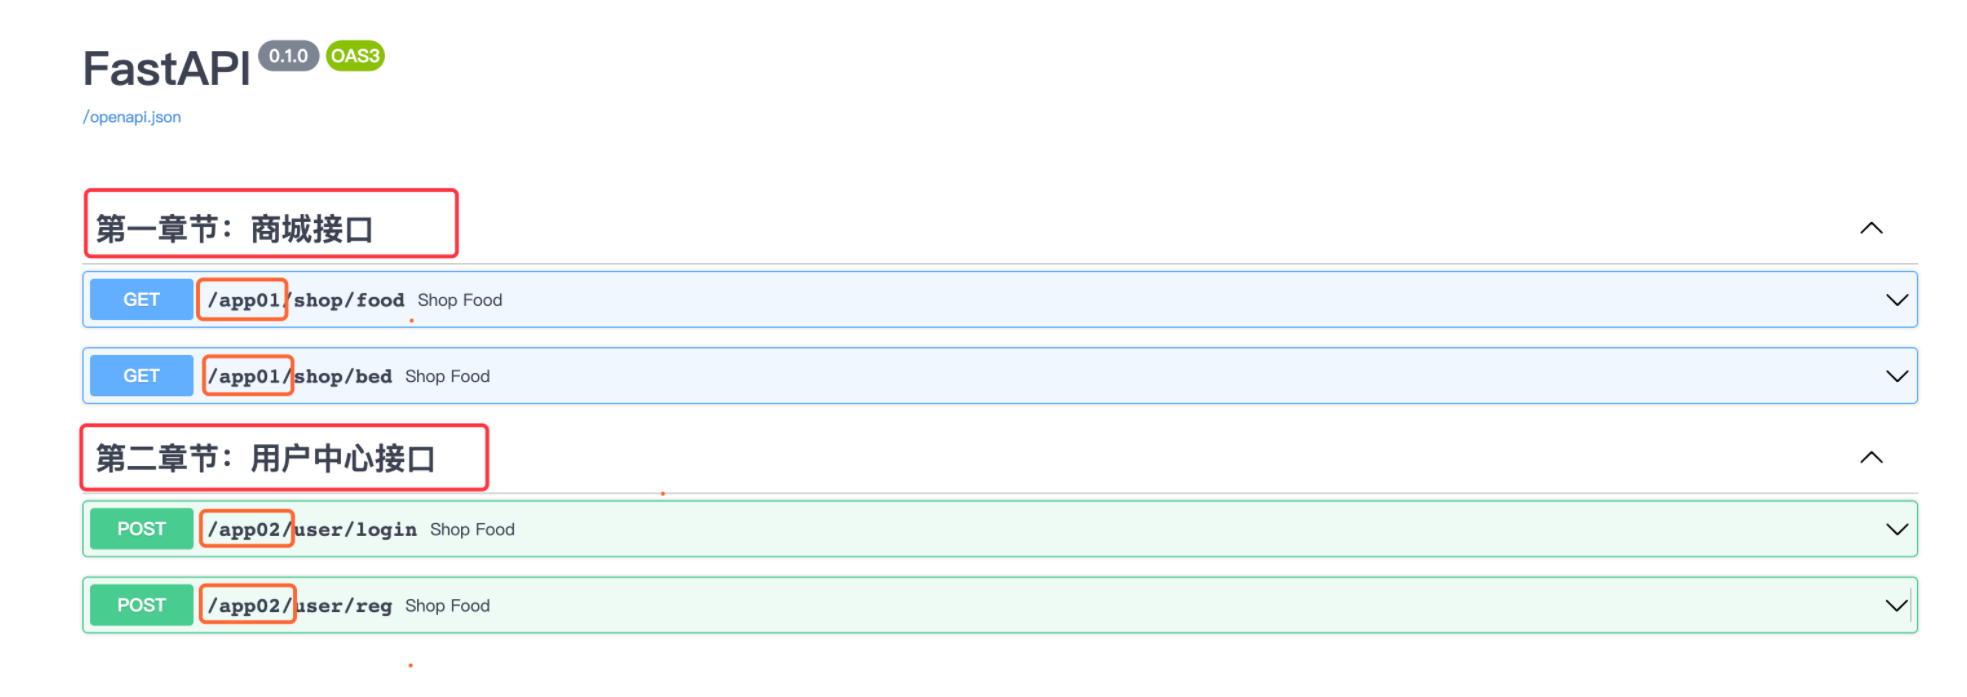 FastAPI 0.1.0 OAS3
/openapi.json
第一章节：商城接口
GET /app01/shop/food Shop Food
GET /app01/shop/bed Shop Food
第二章节：用户中心接口
POST /app02/user/login Shop Food
POST /app02/user/reg Shop Food